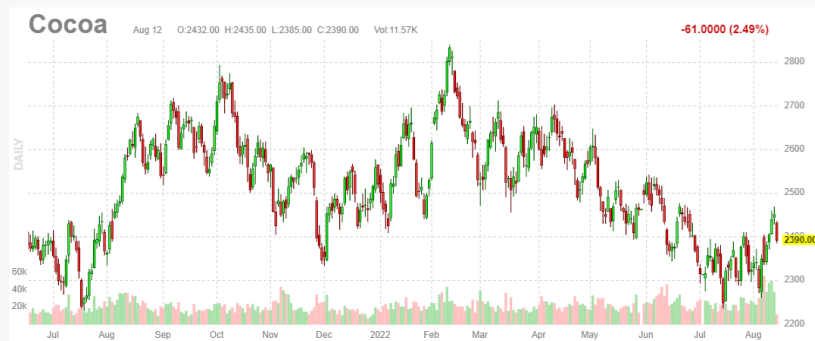 Cocoa Aug 12 O:2432.00 H:2435.00 L:2385.00 C:2390.00 Vol:11.57K -61.0000 (2.49%)
DAILY
2800
2700
2600
2500
2390.00
2300
2200
60k
40k
20k
Jul Aug Sep Oct Nov Dec 2022 Feb Mar Apr May Jun Jul Aug